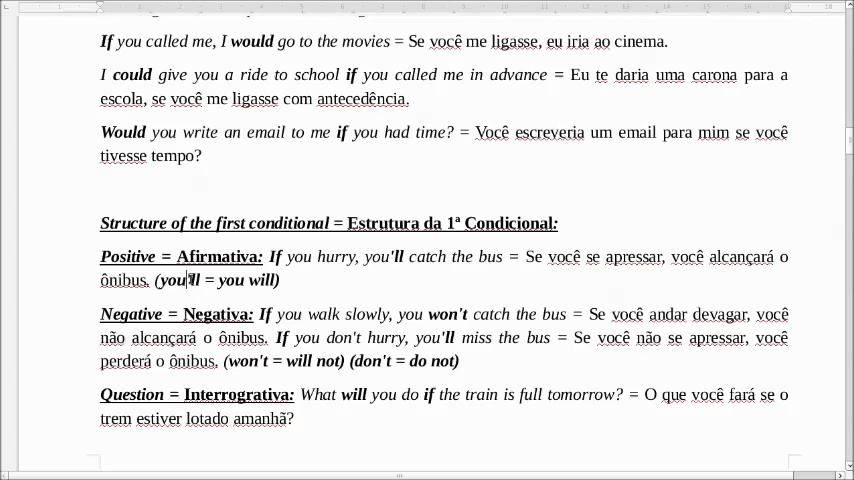 If you called me, I would go to the movies = Se você me ligasse, eu iria ao cinema.
I could give you a ride to school if you called me in advance = Eu te daria uma carona para a
escola, se você me ligasse com antecedência.
Would you write an email to me if you had time? = Você escreveria um email para mim se você
tivesse tempo?
Structure of the first conditional = Estrutura da 1ª Condicional:
Positive = Afirmativa: If you hurry, you'll catch the bus = Se você se apressar, você alcançará o
ônibus. (you'll = you will)
Negative = Negativa: If you walk slowly, you won't catch the bus = Se você andar devagar, você
não alcançará o ônibus. If you don't hurry, you'll miss the bus = Se você não se apressar, você
perderá o ônibus. (won't = will not) (don't = do not)
Question = Interrogativa: What will you do if the train is full tomorrow? = O que você fará se o
trem estiver lotado amanhã?